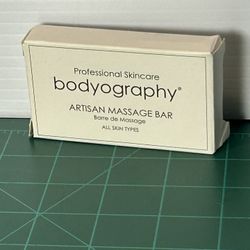 Professional Skincare
bodyography®
ARTISAN MASSAGE BAR
Barre de Massage
ALL SKIN TYPES